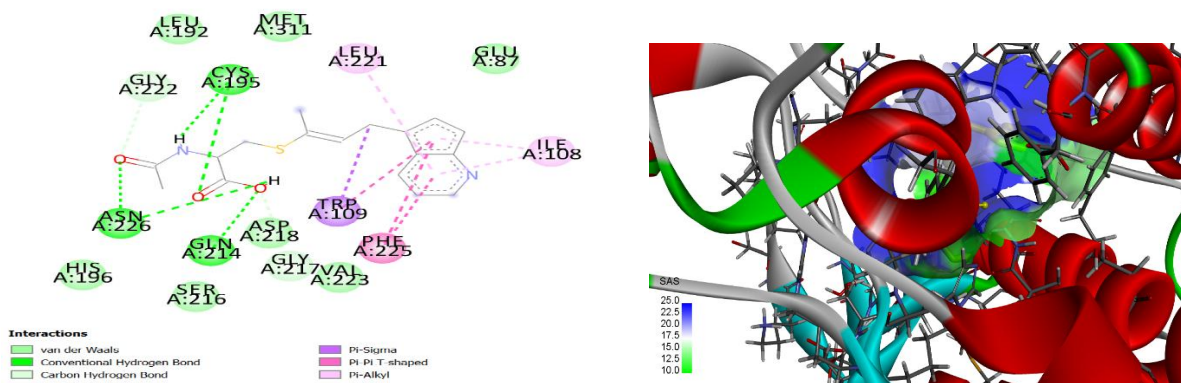 LEU
A:192
MET
A:311
LEU
A:221
GLU
A:87
GLY
A:222
CYS
A:195
H
N
S
O
O
O
H
N
ILE
A:108
ASN
A:226
TRP
A:109
GLN
A:214
ASP
A:218
PHE
A:225
HIS
A:196
SER
A:216
GLY
A:217
VAL
A:223
Interactions
van der Waals
Conventional Hydrogen Bond
Carbon Hydrogen Bond
Pi-Sigma
Pi-Pi T-shaped
Pi-Alkyl
SAS
25.0
22.5
20.0
17.5
15.0
12.5
10.0